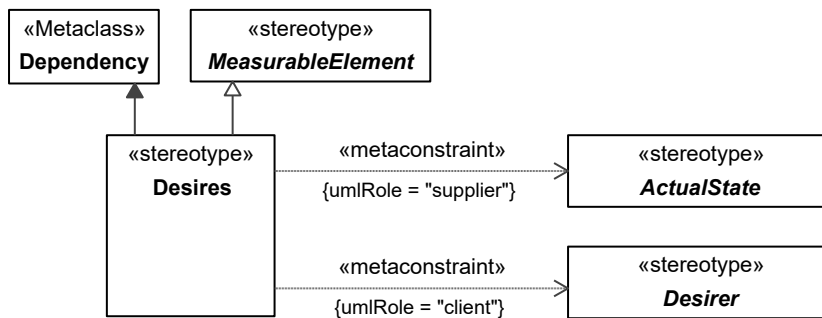 «Metaclass»
Dependency
«stereotype»
MeasurableElement
«stereotype»
Desires
«metaconstraint»
{umlRole = "supplier"}
«stereotype»
ActualState
«metaconstraint»
{umlRole = "client"}
«stereotype»
Desirer